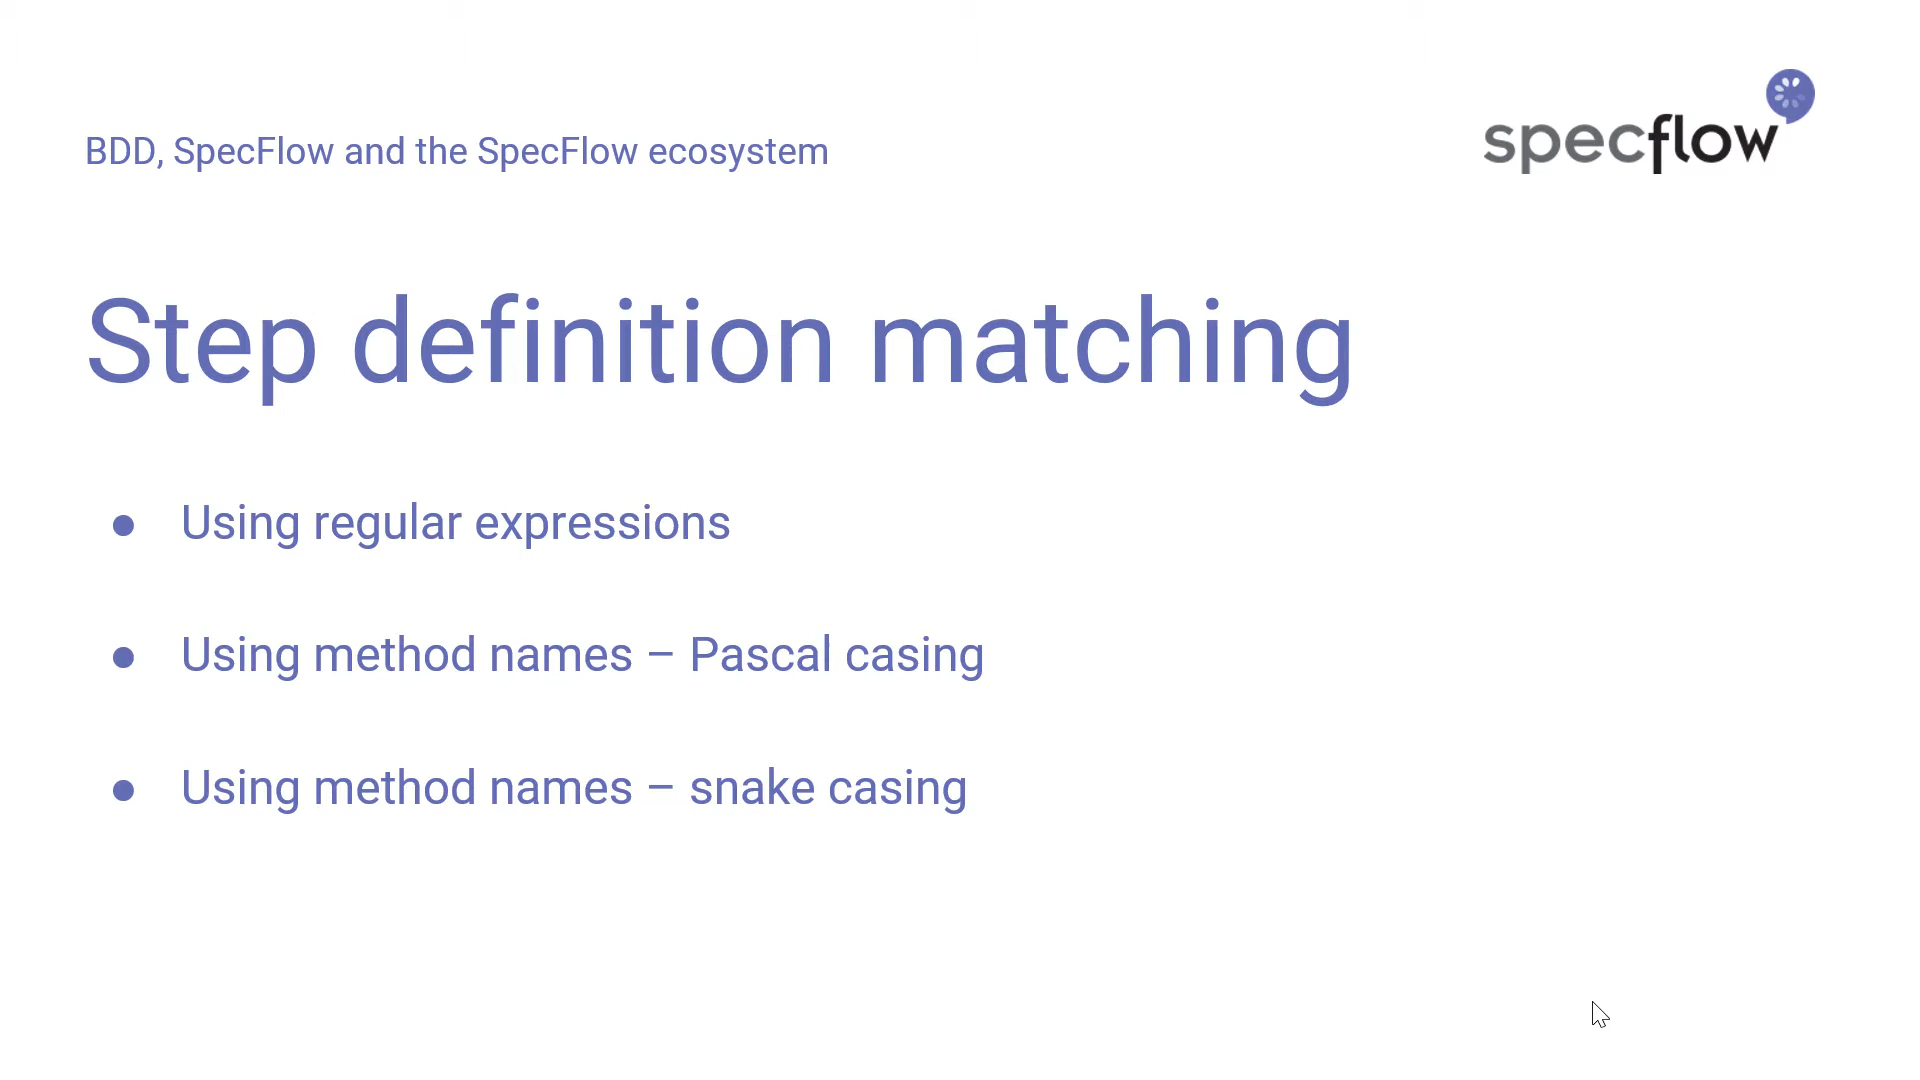 BDD, SpecFlow and the SpecFlow ecosystem
specflow
Step definition matching
● Using regular expressions
● Using method names – Pascal casing
● Using method names – snake casing